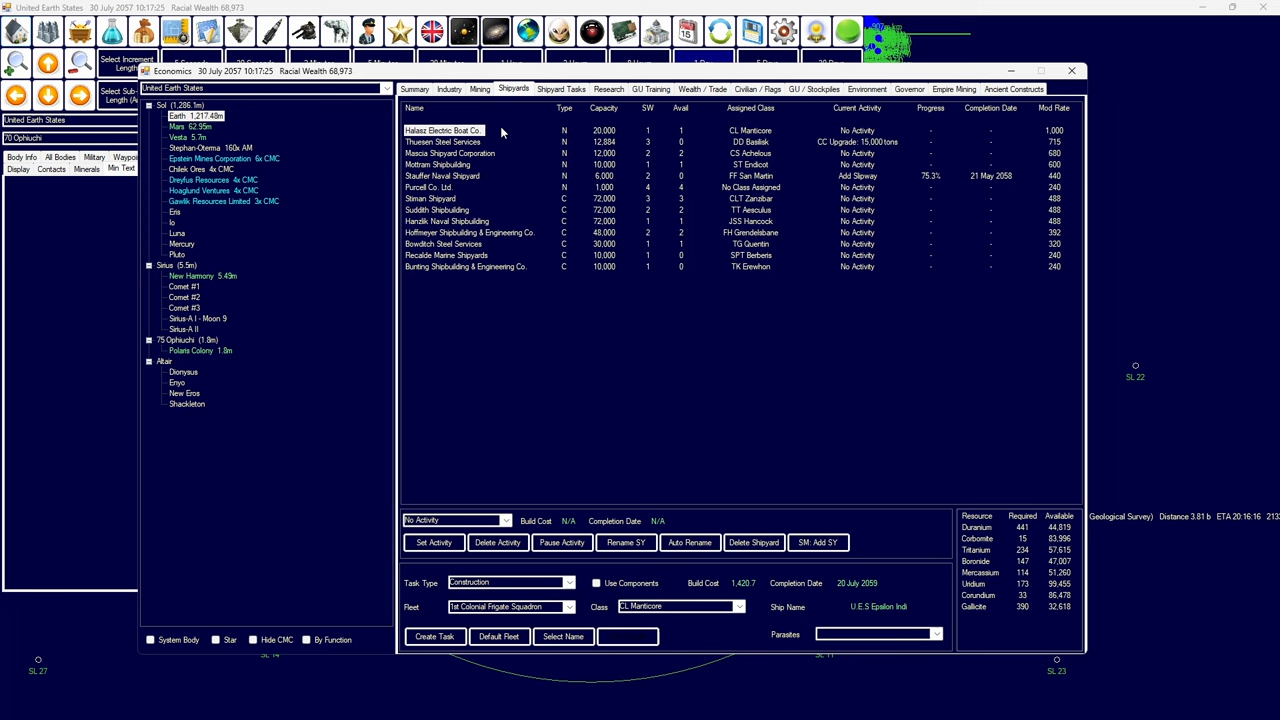 United Earth States    30 July 2057 10:17:25    Racial Wealth 68,973
Select Increment Length
Select Sub-
Length (A
United Earth States
70 Ophiuchi
Body Info  All Bodies  Military  Waypoi
Display  Contacts  Minerals  Min Text
Economics    30 July 2057 10:17:25    Racial Wealth 68,973
United Earth States
Sol (1,286.1m)
Earth 1,217.48m
Mars 62.95m
Vesta 5.7m
Stephan-Oterma 160x AM
Epstein Mines Corporation 6x CMC
Chilek Ores 4x CMC
Dreyfus Resources 4x CMC
Hoaglund Ventures 4x CMC
Gawlik Resources Limited 3x CMC
Eris
Io
Luna
Mercury
Pluto
Sirius (5.5m)
New Harmony 5.49m
Comet #1
Comet #2
Comet #3
Sirius-A I - Moon 9
Sirius-A II
75 Ophiuchi (1.8m)
Polaris Colony 1.8m
Altair
Dionysus
Enyo
New Eros
Shackleton
System Body  Star  Hide CMC  By Function
Summary  Industry  Mining  Shipyards  Shipyard Tasks  Research  GU Training  Wealth / Trade  Civilian / Flags  GU / Stockpiles  Environment  Governor  Empire Mining  Ancient Constructs
Name  Type  Capacity  SW  Avail  Assigned Class  Current Activity  Progress  Completion Date  Mod Rate
Halasz Electric Boat Co.  N  20,000  1  1  CL Manticore  No Activity  -  -  1,000
Thuesen Steel Services  N  12,884  3  0  DD Basilisk  CC Upgrade: 15,000 tons  -  -  715
Mascia Shipyard Corporation  N  12,000  2  2  CS Achelous  No Activity  -  -  680
Mottram Shipbuilding  N  10,000  1  1  ST Endicot  No Activity  -  -  600
Stauffer Naval Shipyard  N  6,000  2  0  FF San Martin  Add Slipway  75.3%  21 May 2058  440
Purcell Co. Ltd.  N  1,000  4  4  No Class Assigned  No Activity  -  -  240
Stiman Shipyard  C  72,000  3  3  CLT Zanzibar  No Activity  -  -  488
Suddith Shipbuilding  C  72,000  2  2  TT Aesculus  No Activity  -  -  488
Hanzlik Naval Shipbuilding  C  72,000  1  1  JSS Hancock  No Activity  -  -  488
Hoffmeyer Shipbuilding & Engineering Co.  C  48,000  2  2  FH Grendelsbane  No Activity  -  -  392
Bowditch Steel Services  C  30,000  1  1  TG Quentin  No Activity  -  -  320
Recalde Marine Shipyards  C  10,000  1  0  SPT Berberis  No Activity  -  -  240
Bunting Shipbuilding & Engineering Co.  C  10,000  1  0  TK Erewhon  No Activity  -  -  240
No Activity  Build Cost  N/A  Completion Date  N/A
Set Activity  Delete Activity  Pause Activity  Rename SY  Auto Rename  Delete Shipyard  SM: Add SY
Task Type  Construction  Use Components  Build Cost  1,420.7  Completion Date  20 July 2059
Fleet  1st Colonial Frigate Squadron  Class  CL Manticore  Ship Name  U.E.S Epsilon Indi
Create Task  Default Fleet  Select Name  Parasites
Resource  Required  Available
Duranium  441  44,819
Corbomite  15  83,996
Tritanium  234  57,615
Boronide  147  47,007
Mercassium  114  51,260
Uridium  173  99,455
Corundium  33  86,478
Gallicite  390  32,618
SL 22
Geological Survey)  Distance 3.81 b  ETA 20:16:16  213
SL 27
SL 23